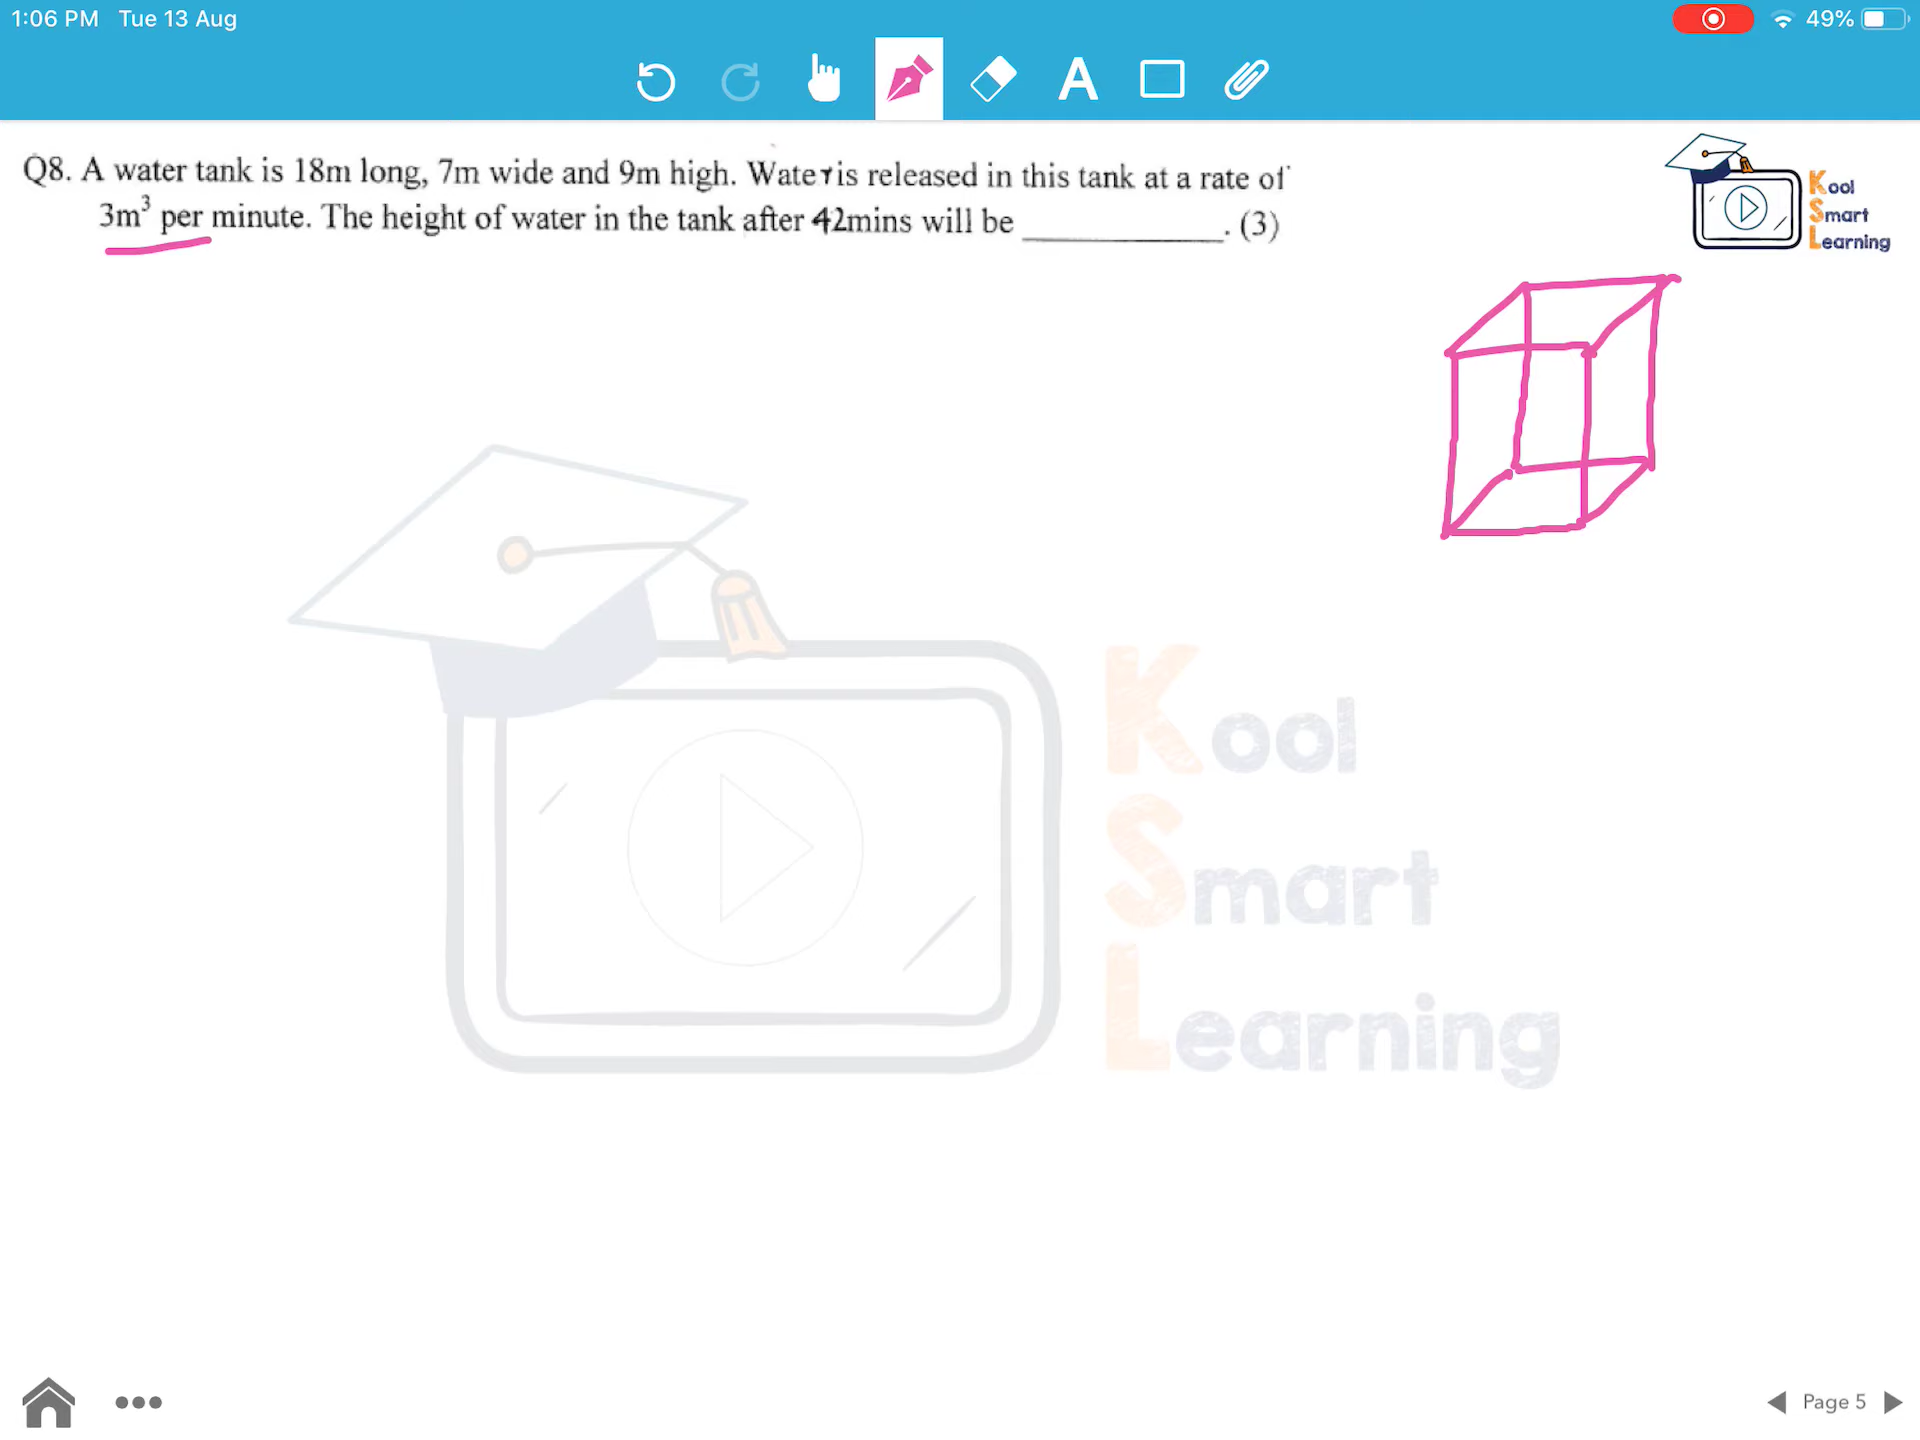 1:06 PM Tue 13 Aug
49%
A
Q8. A water tank is 18m long, 7m wide and 9m high. Water is released in this tank at a rate of
3m³ per minute. The height of water in the tank after 42mins will be __________. (3)
Kool
Smart
Learning
Kool
Smart
Learning
Page 5